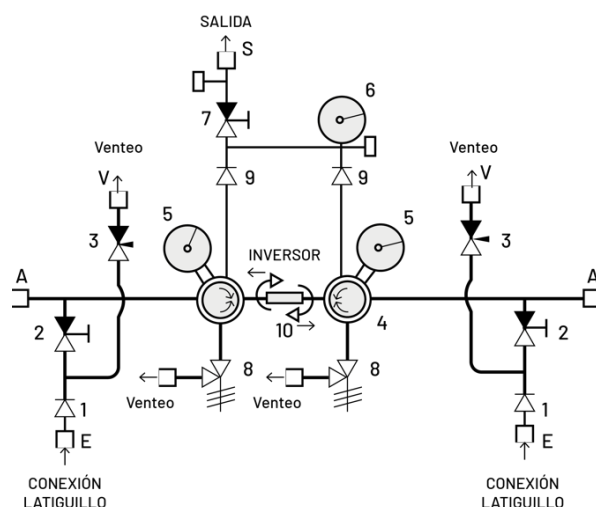 SALIDA
S
7
6
Venteo
V
3
9
9
5
5
Venteo
V
3
INVERSOR
A
2
10
4
A
2
8
Venteo
8
Venteo
1
E
1
E
CONEXIÓN
LATIGUILLO
CONEXIÓN
LATIGUILLO